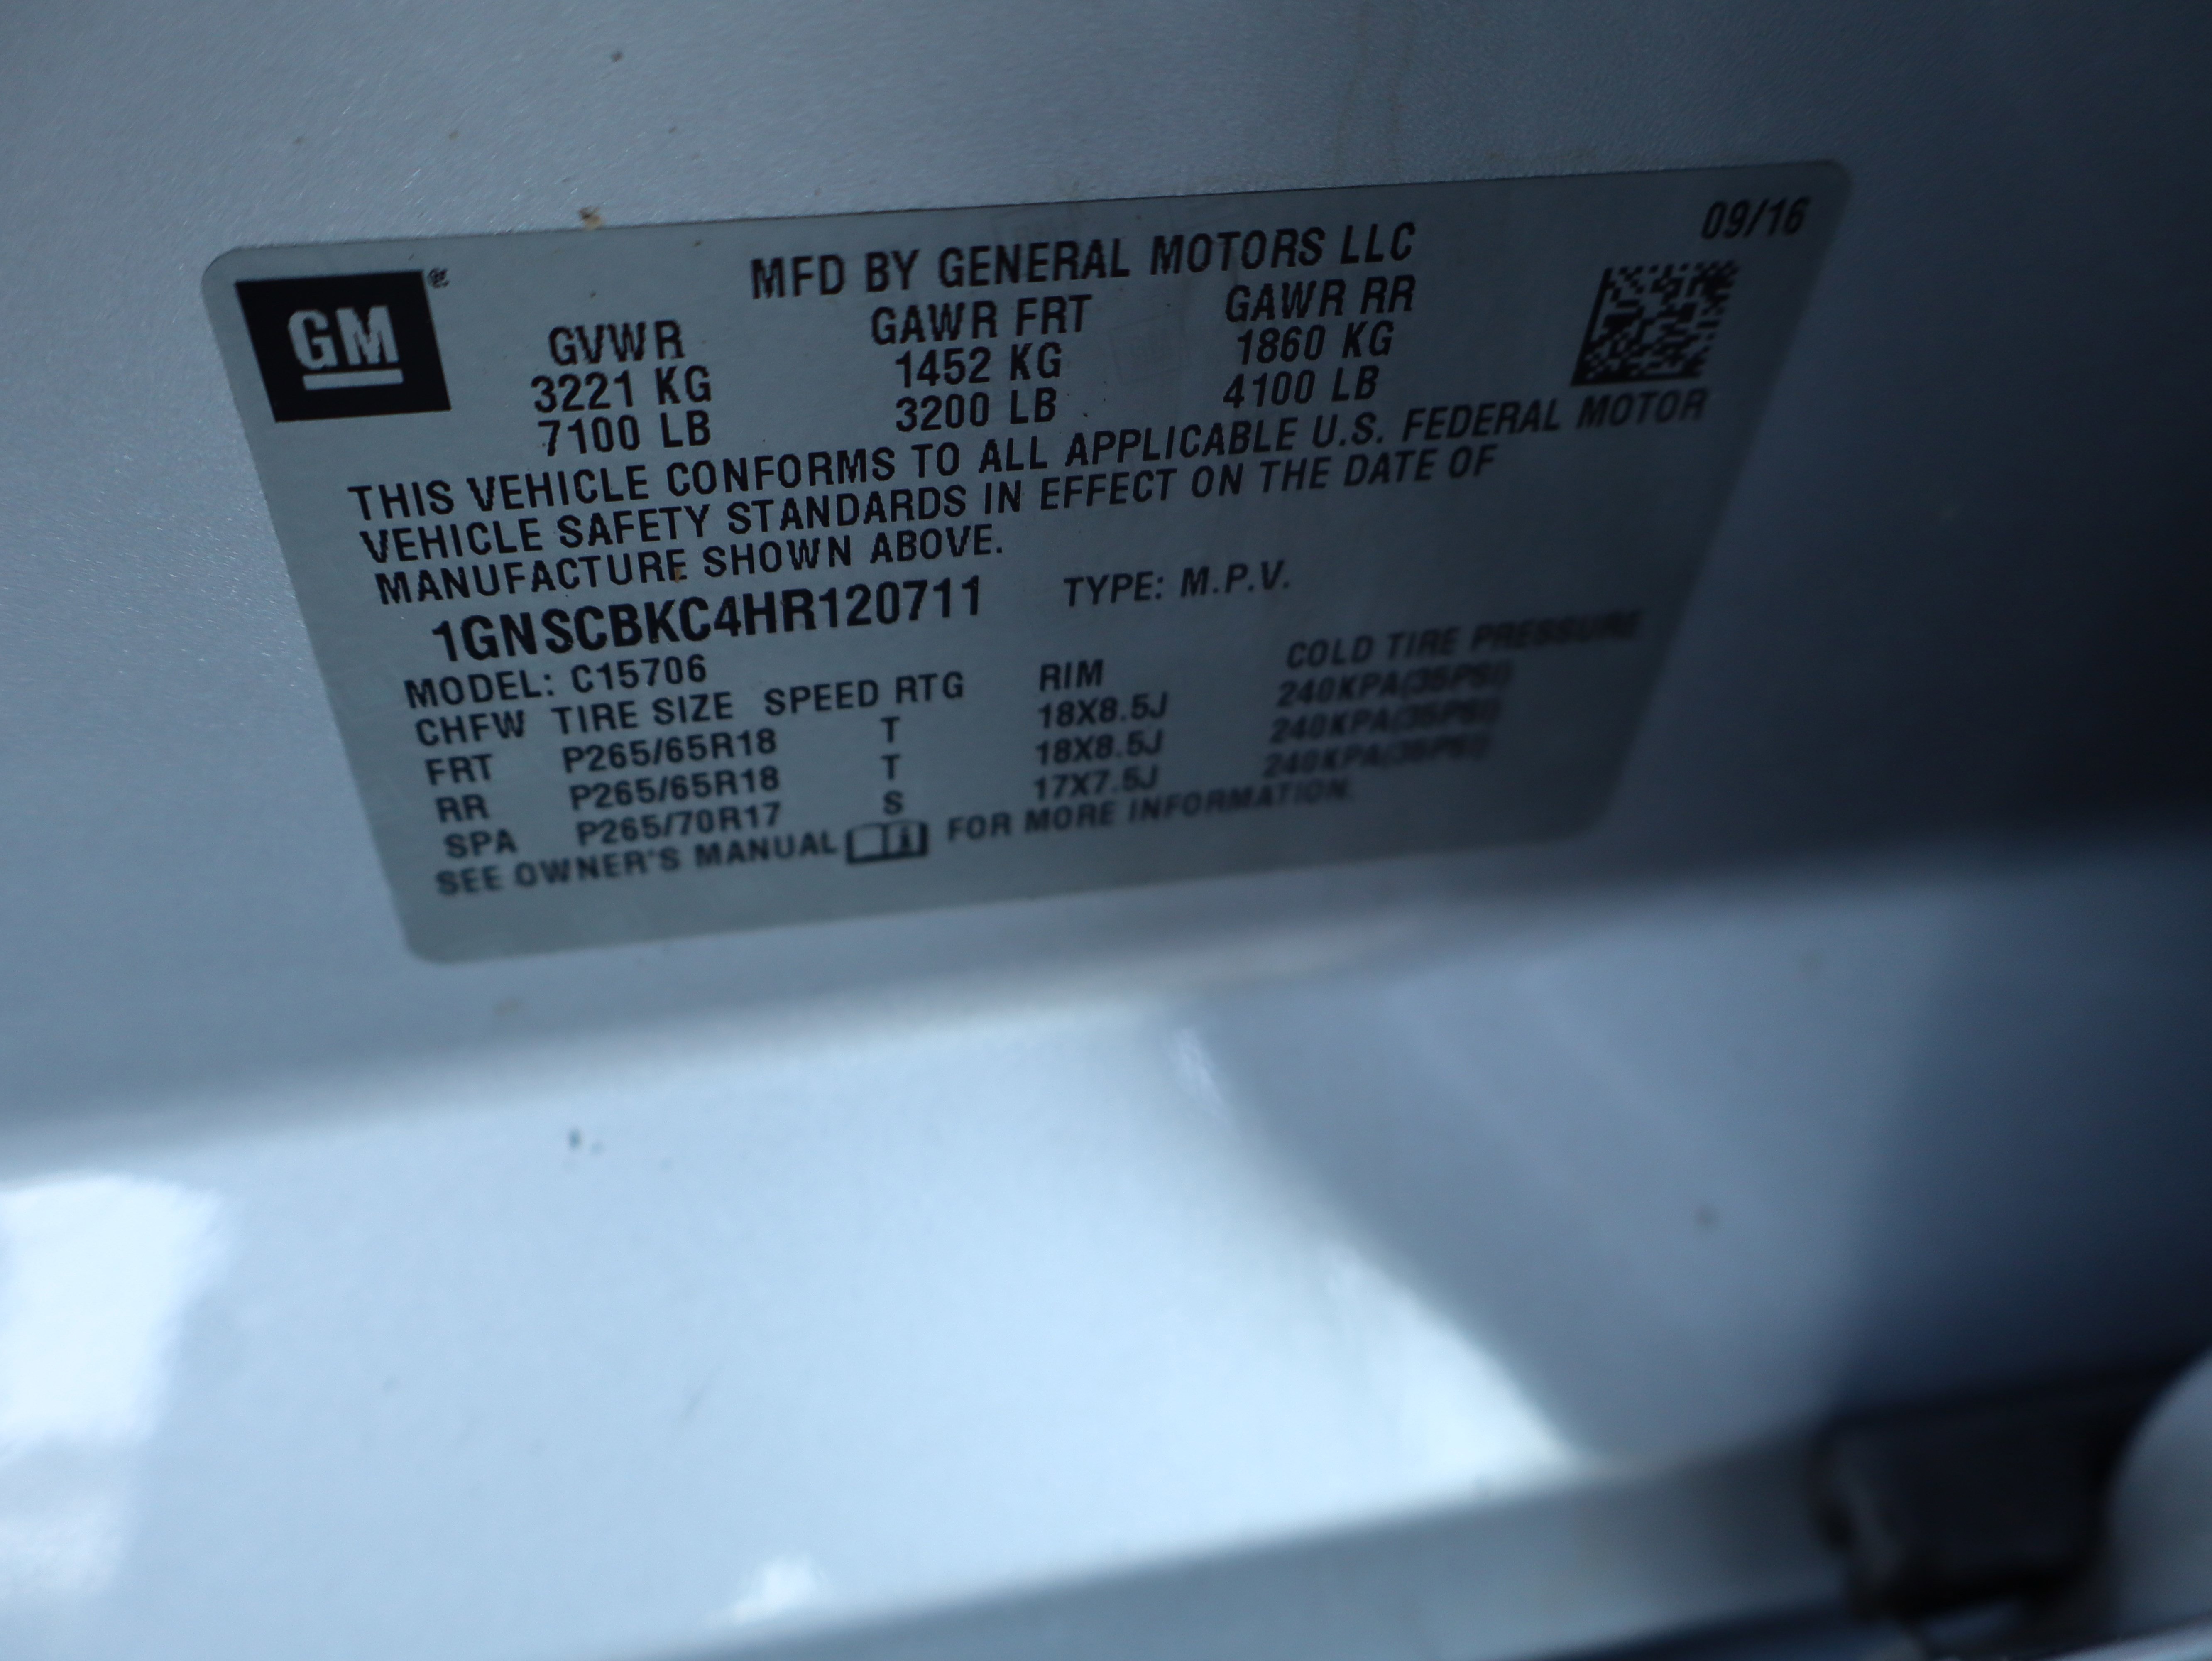 09/16
GM®
MFD BY GENERAL MOTORS LLC
GVWR GAWR FRT GAWR RR
3221 KG 1452 KG 1860 KG
7100 LB 3200 LB 4100 LB
THIS VEHICLE CONFORMS TO ALL APPLICABLE U.S. FEDERAL MOTOR
VEHICLE SAFETY STANDARDS IN EFFECT ON THE DATE OF
MANUFACTURE SHOWN ABOVE.
1GNSCBKC4HR120711 TYPE: M.P.V.
MODEL: C15706
CHFW TIRE SIZE SPEED RTG RIM COLD TIRE PRESSURE
FRT P265/65R18 T 18X8.5J 240KPA(35PSI)
RR P265/65R18 T 18X8.5J 240KPA(35PSI)
SPA P265/70R17 S 17X7.5J 240KPA(35PSI)
SEE OWNER'S MANUAL FOR MORE INFORMATION.